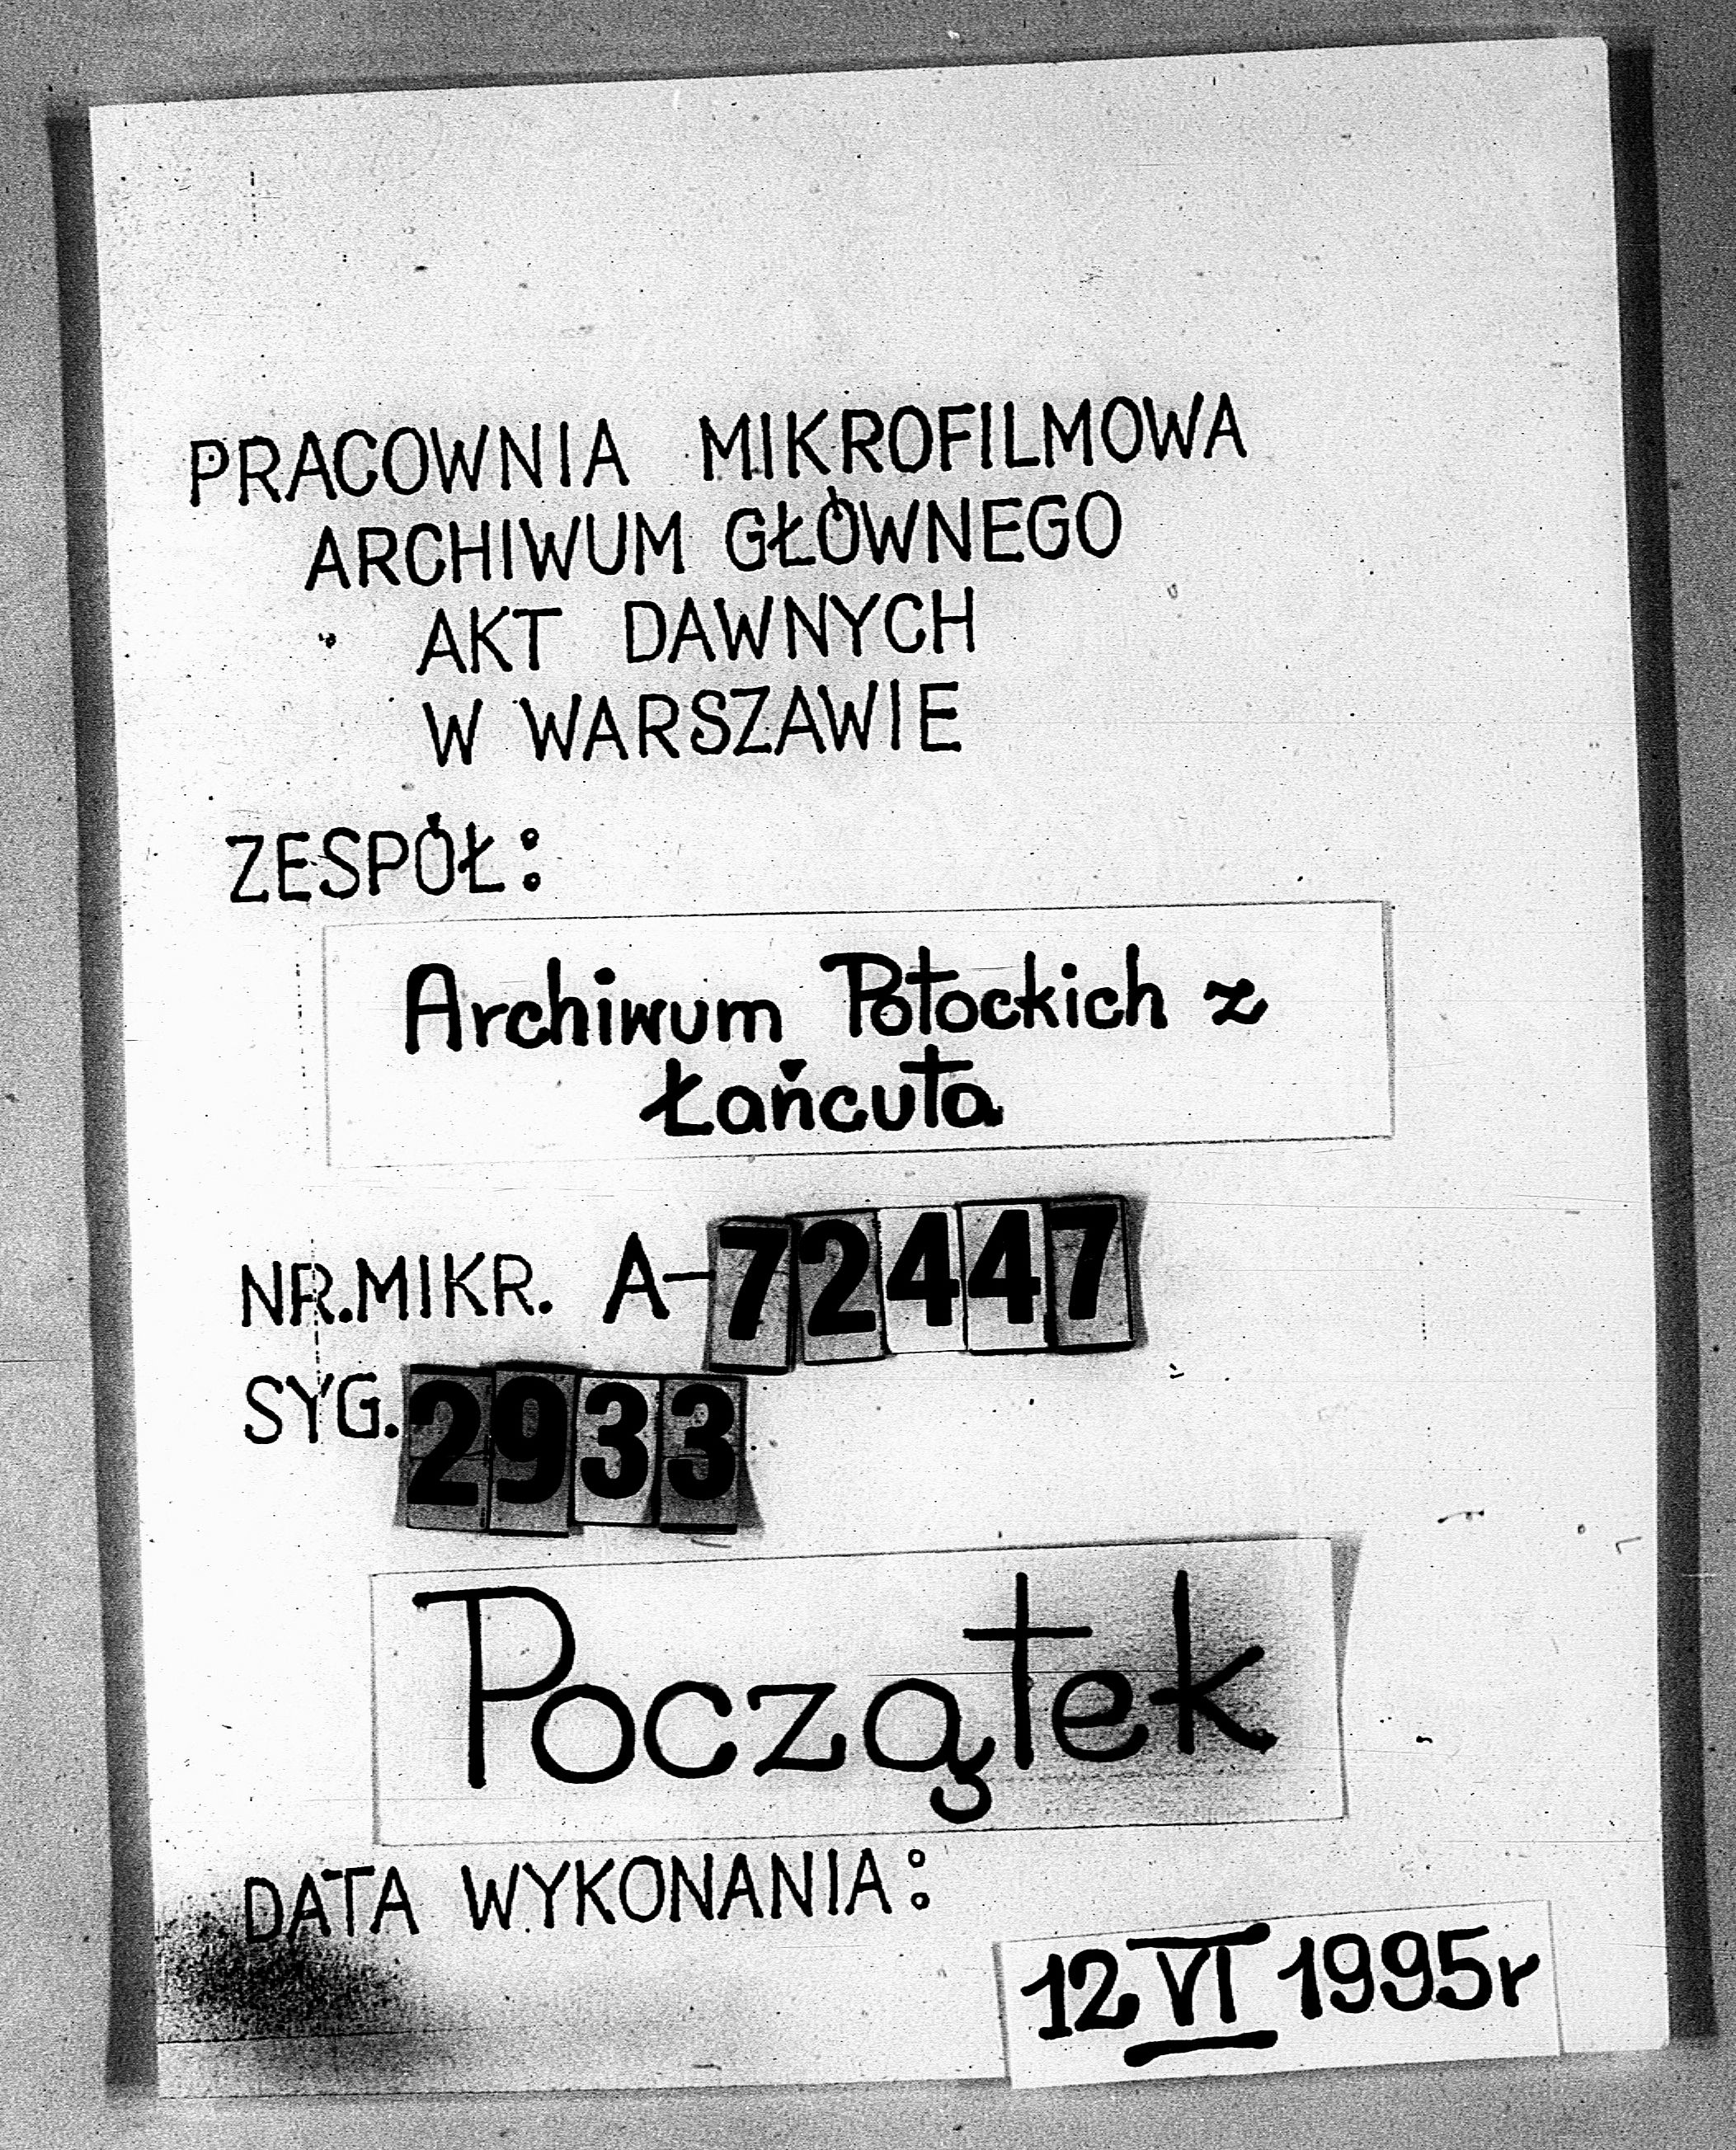 PRACOWNIA MIKROFILMOWA
ARCHIWUM GŁÓWNEGO
AKT DAWNYCH
W WARSZAWIE
ZESPÓŁ:
Archiwum Potockich z
Łańcuta
NR.MIKR. A-72447
SYG. 2933
Początek
DATA WYKONANIA:
12 VI 1995r